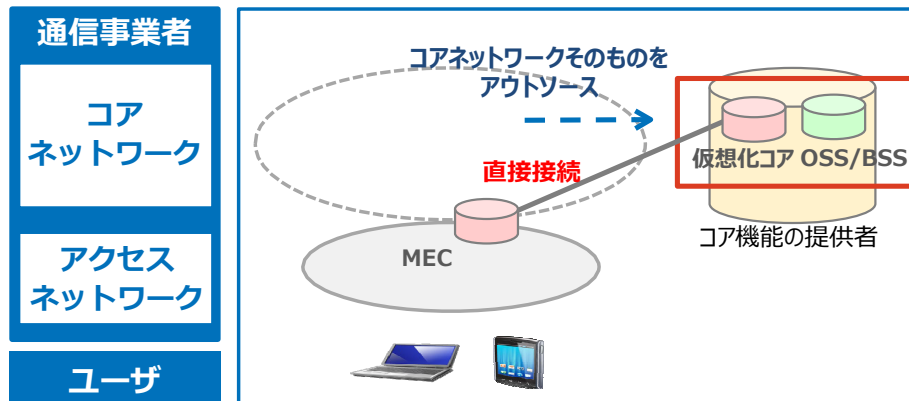 通信事業者
コア
ネットワーク
アクセス
ネットワーク
ユーザ
コアネットワークそのものを
アウトソース
直接接続
MEC
仮想化コア OSS/BSS
コア機能の提供者